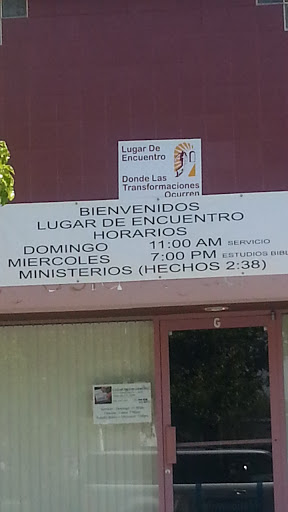 Lugar De
Encuentro
Donde Las
Transformaciones
Ocurren
BIENVENIDOS
LUGAR DE ENCUENTRO
HORARIOS
DOMINGO 11:00 AM SERVICIO
MIERCOLES 7:00 PM ESTUDIOS BIBL
MINISTERIOS (HECHOS 2:38)
G